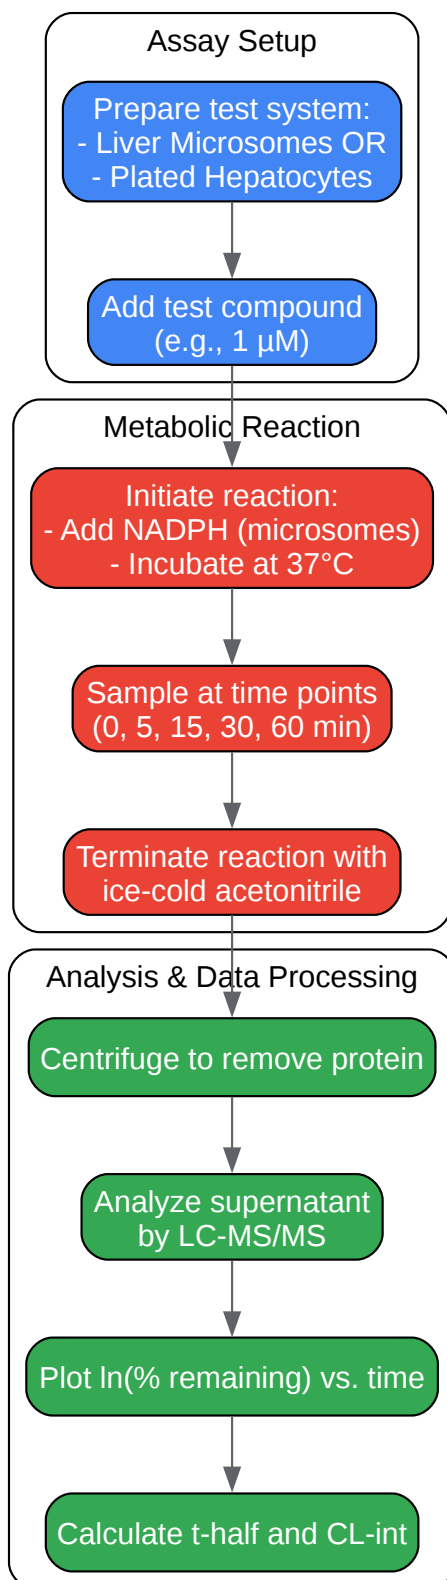 Assay Setup
Prepare test system:
- Liver Microsomes OR
- Plated Hepatocytes
Add test compound
(e.g., 1 µM)
Metabolic Reaction
Initiate reaction:
- Add NADPH (microsomes)
- Incubate at 37°C
Sample at time points
(0, 5, 15, 30, 60 min)
Terminate reaction with
ice-cold acetonitrile
Analysis & Data Processing
Centrifuge to remove protein
Analyze supernatant
by LC-MS/MS
Plot ln(% remaining) vs. time
Calculate t-half and CL-int